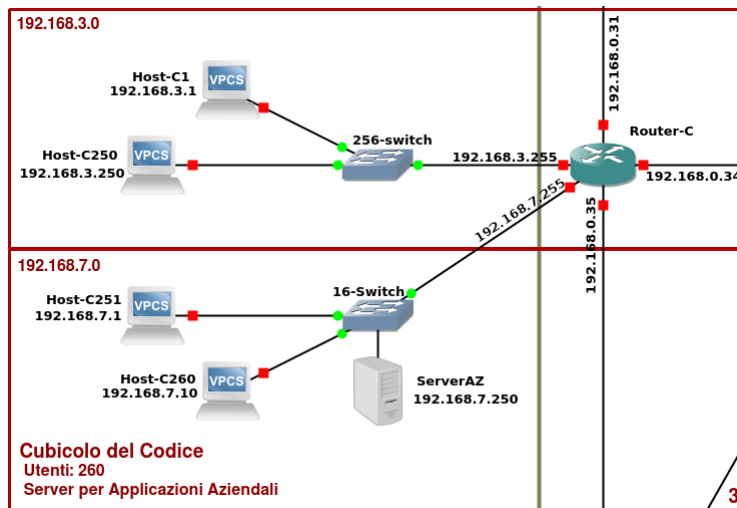 192.168.3.0
192.168.0.31
Host-C1
192.168.3.1
VPCS
Router-C
256-switch
Host-C250
192.168.3.250
VPCS
192.168.3.255
192.168.0.34
192.168.7.255
192.168.0.35
192.168.7.0
16-Switch
Host-C251
192.168.7.1
VPCS
Host-C260
192.168.7.10
VPCS
ServerAZ
192.168.7.250
Cubicolo del Codice
Utenti: 260
Server per Applicazioni Aziendali
3